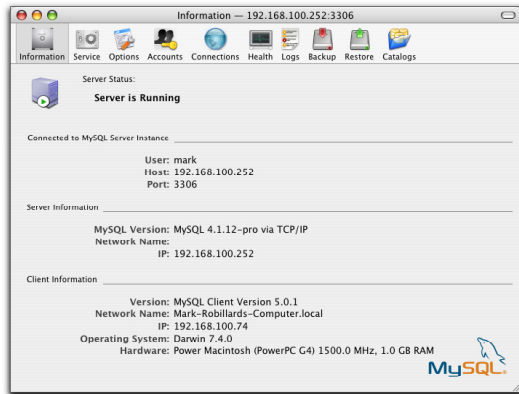 Information — 192.168.100.252:3306
Information Service Options Accounts Connections Health Logs Backup Restore Catalogs
Server Status:
Server is Running
Connected to MySQL Server Instance
User: mark
Host: 192.168.100.252
Port: 3306
Server Information
MySQL Version: MySQL 4.1.12-pro via TCP/IP
Network Name:
IP: 192.168.100.252
Client Information
Version: MySQL Client Version 5.0.1
Network Name: Mark-Robillards-Computer.local
IP: 192.168.100.74
Operating System: Darwin 7.4.0
Hardware: Power Macintosh (PowerPC G4) 1500.0 MHz, 1.0 GB RAM
MySQL